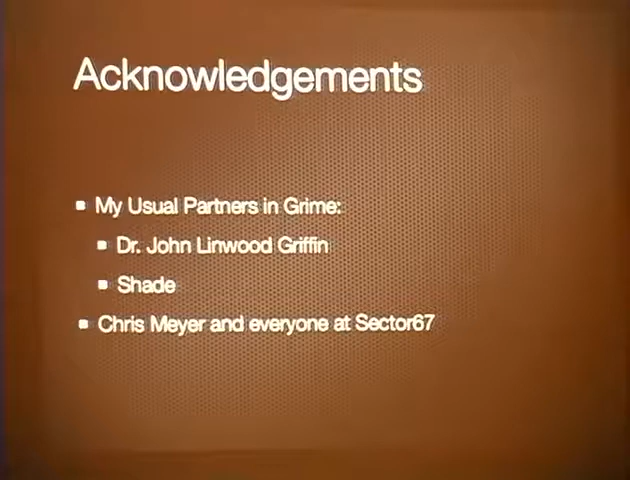 Acknowledgements
My Usual Partners in Grime:
Dr. John Linwood Griffin
Shade
Chris Meyer and everyone at Sector67